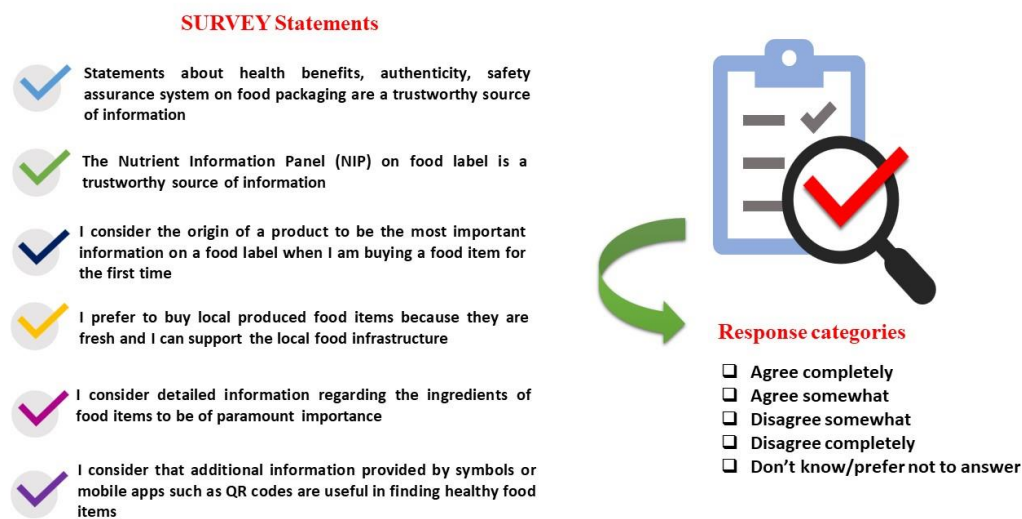 SURVEY Statements
Statements about health benefits, authenticity, safety
assurance system on food packaging are a trustworthy source
of information
The Nutrient Information Panel (NIP) on food label is a
trustworthy source of information
I consider the origin of a product to be the most important
information on a food label when I am buying a food item for
the first time
I prefer to buy local produced food items because they are
fresh and I can support the local food infrastructure
I consider detailed information regarding the ingredients of
food items to be of paramount importance
I consider that additional information provided by symbols or
mobile apps such as QR codes are useful in finding healthy food
items
Response categories
Agree completely
Agree somewhat
Disagree somewhat
Disagree completely
Don't know/prefer not to answer